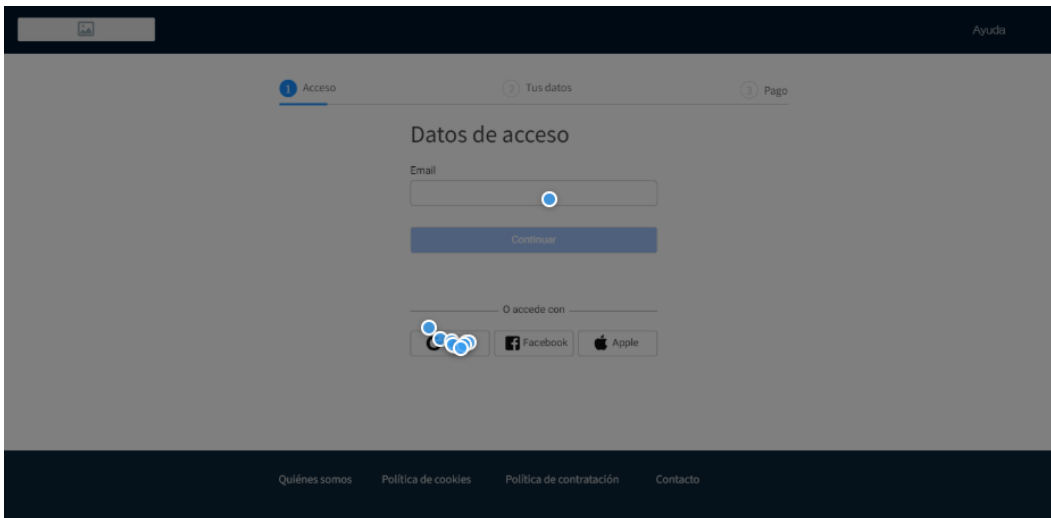 Ayuda
1 Acceso 2 Tus datos 3 Pago
Datos de acceso
Email
Continuar
O accede con
Facebook Apple
Quiénes somos Política de cookies Política de contratación Contacto